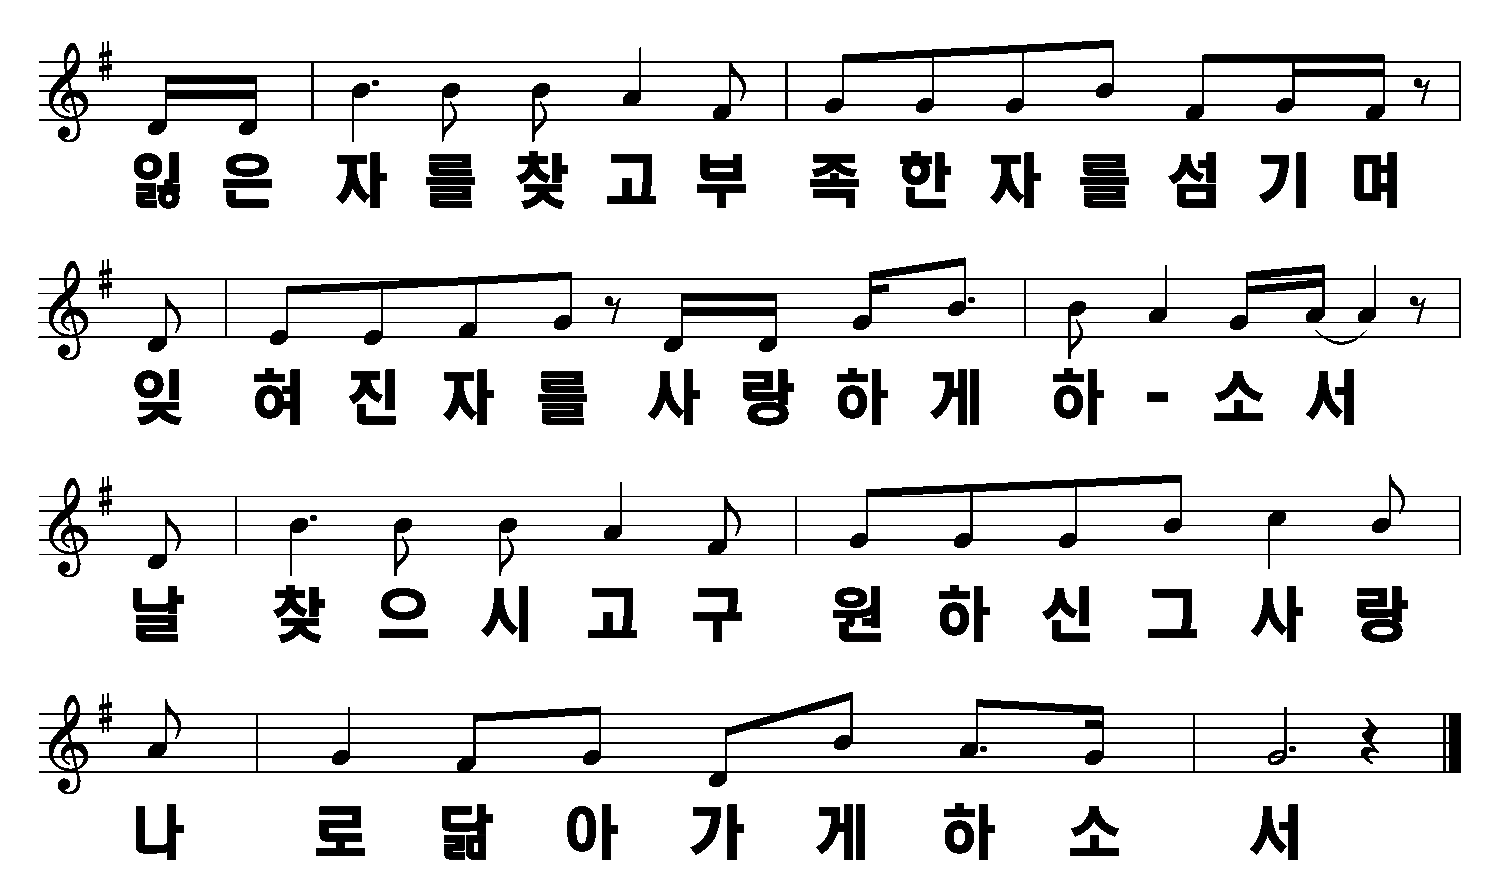 잃은 자를찾고부 족한자를섬기며
잊 혀진자를 사랑하게 하-소서
날 찾으시고구 원하신그사랑
나 로닮아가게하소 서